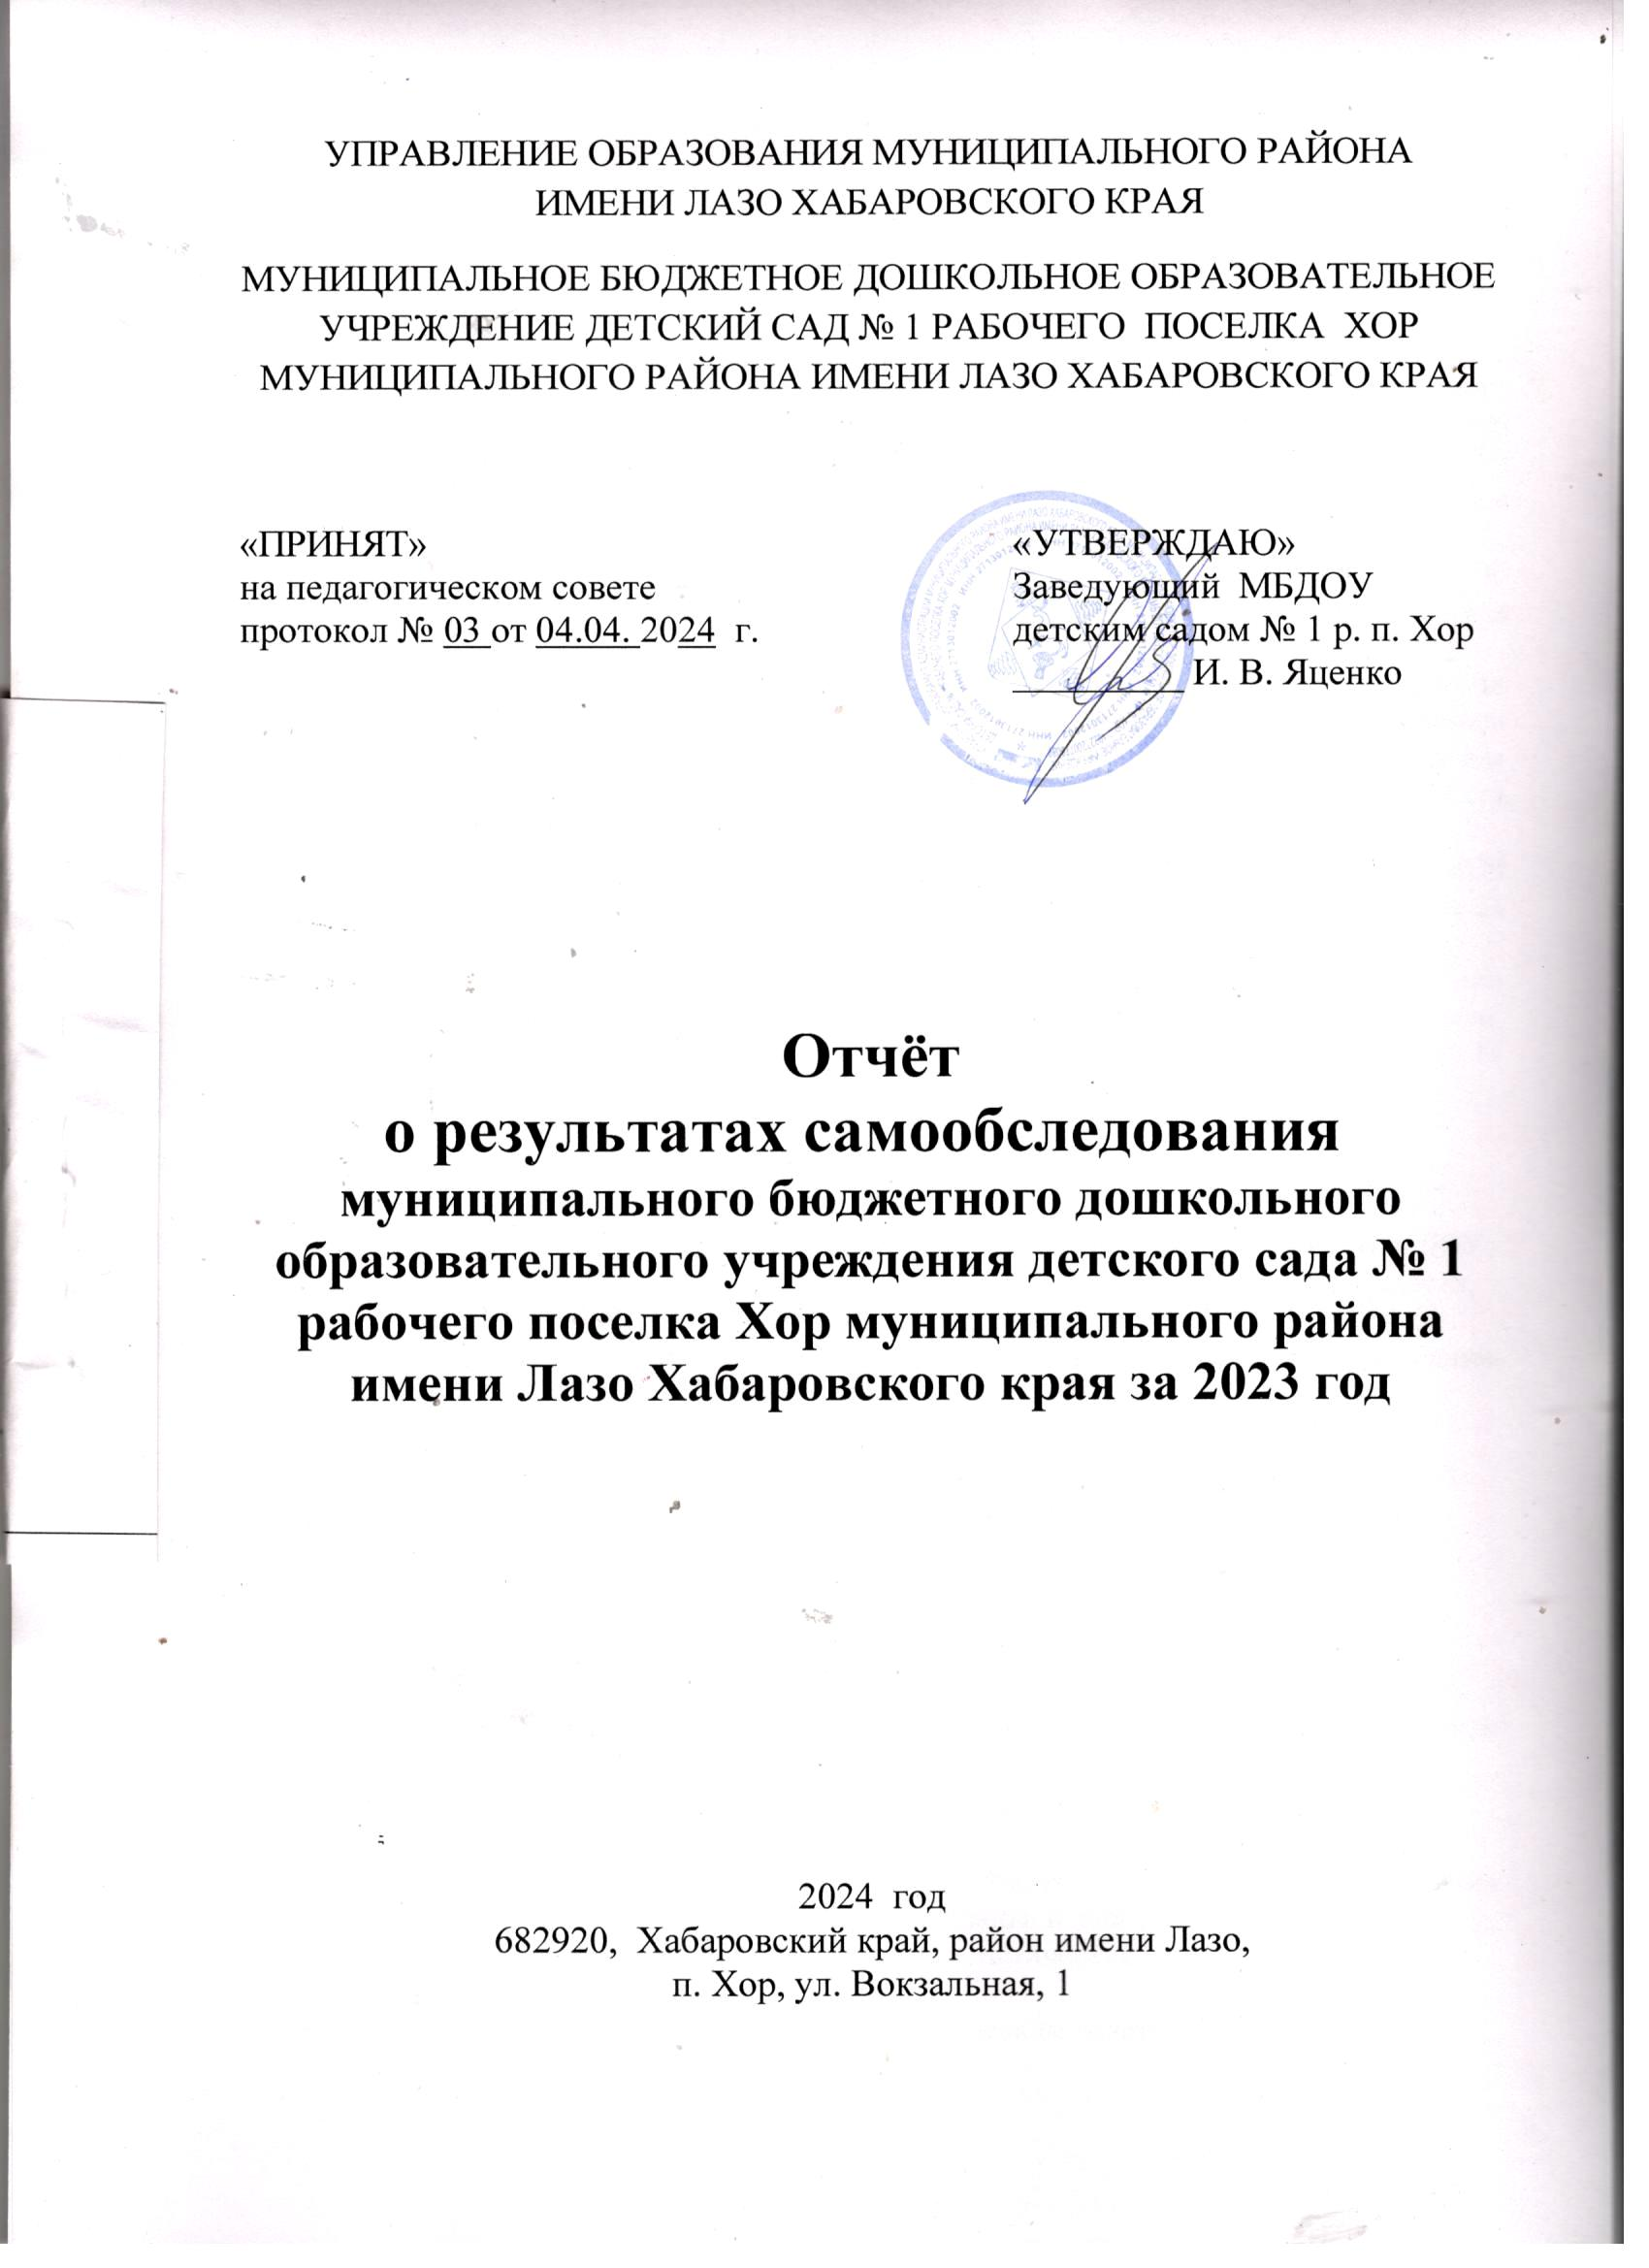 УПРАВЛЕНИЕ ОБРАЗОВАНИЯ МУНИЦИПАЛЬНОГО РАЙОНА
ИМЕНИ ЛАЗО ХАБАРОВСКОГО КРАЯ
МУНИЦИПАЛЬНОЕ БЮДЖЕТНОЕ ДОШКОЛЬНОЕ ОБРАЗОВАТЕЛЬНОЕ
УЧРЕЖДЕНИЕ ДЕТСКИЙ САД № 1 РАБОЧЕГО ПОСЕЛКА ХОР
МУНИЦИПАЛЬНОГО РАЙОНА ИМЕНИ ЛАЗО ХАБАРОВСКОГО КРАЯ
«ПРИНЯТ»
на педагогическом совете
протокол № 03 от 04.04. 2024 г.
«УТВЕРЖДАЮ»
Заведующий МБДОУ
детским садом № 1 р. п. Хор
И. В. Яценко
Отчёт
о результатах самообследования
муниципального бюджетного дошкольного
образовательного учреждения детского сада № 1
рабочего поселка Хор муниципального района
имени Лазо Хабаровского края за 2023 год
2024 год
682920, Хабаровский край, район имени Лазо,
п. Хор, ул. Вокзальная, 1